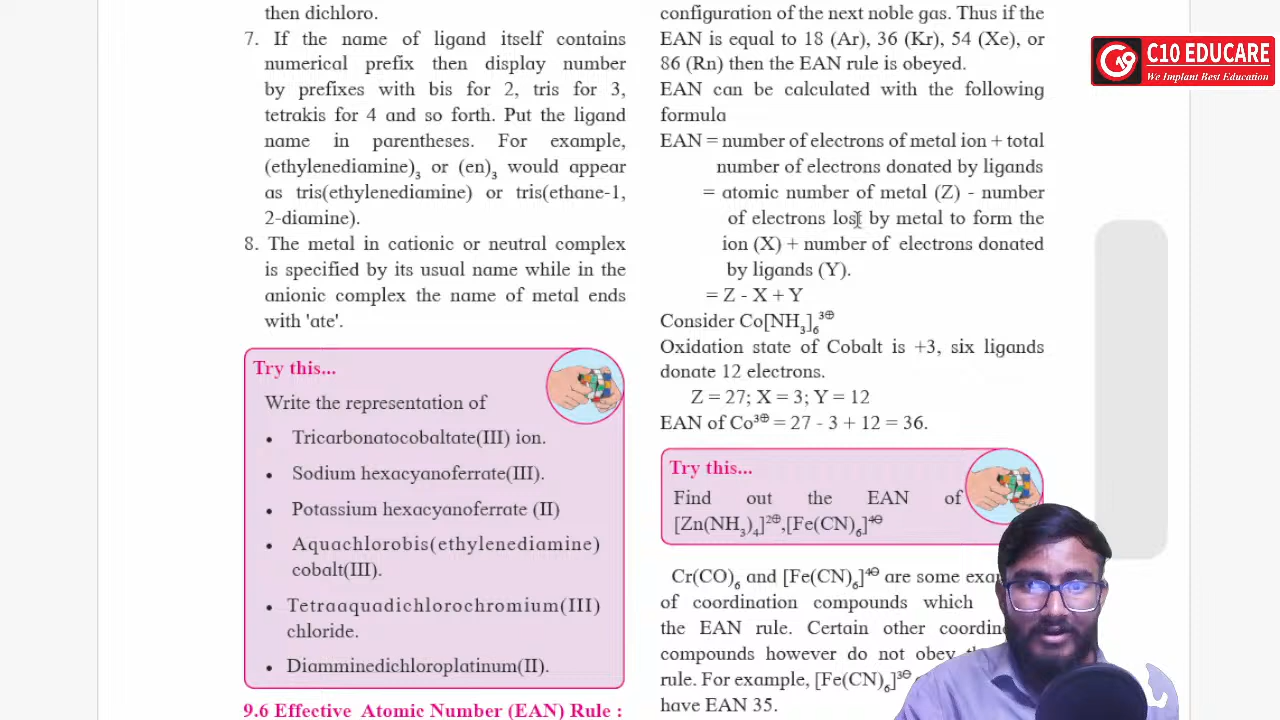 then dichloro.
7. If the name of ligand itself contains
numerical prefix then display number
by prefixes with bis for 2, tris for 3,
tetrakis for 4 and so forth. Put the ligand
name in parentheses. For example,
(ethylenediamine)₃ or (en)₃ would appear
as tris(ethylenediamine) or tris(ethane-1,
2-diamine).
8. The metal in cationic or neutral complex
is specified by its usual name while in the
anionic complex the name of metal ends
with 'ate'.
Try this...
Write the representation of
• Tricarbonatocobaltate(III) ion.
• Sodium hexacyanoferrate(III).
• Potassium hexacyanoferrate (II)
• Aquachlorobis(ethylenediamine)
cobalt(III).
• Tetraaquadichlorochromium(III)
chloride.
• Diamminedichloroplatinum(II).
9.6 Effective Atomic Number (EAN) Rule :
configuration of the next noble gas. Thus if the
EAN is equal to 18 (Ar), 36 (Kr), 54 (Xe), or
86 (Rn) then the EAN rule is obeyed.
EAN can be calculated with the following
formula
EAN = number of electrons of metal ion + total
number of electrons donated by ligands
= atomic number of metal (Z) - number
of electrons lost by metal to form the
ion (X) + number of electrons donated
by ligands (Y).
= Z - X + Y
Consider Co[NH₃]₆³⊕
Oxidation state of Cobalt is +3, six ligands
donate 12 electrons.
Z = 27; X = 3; Y = 12
EAN of Co³⊕ = 27 - 3 + 12 = 36.
Try this...
Find out the EAN of
[Zn(NH₃)₄]²⊕,[Fe(CN)₆]⁴⊖
Cr(CO)₆ and [Fe(CN)₆]⁴⊖ are some
of coordination compounds which
the EAN rule. Certain other
compounds however do not obey
rule. For example, [Fe(CN)₆]³⊖
have EAN 35.
C10 EDUCARE
We Implant Best Education